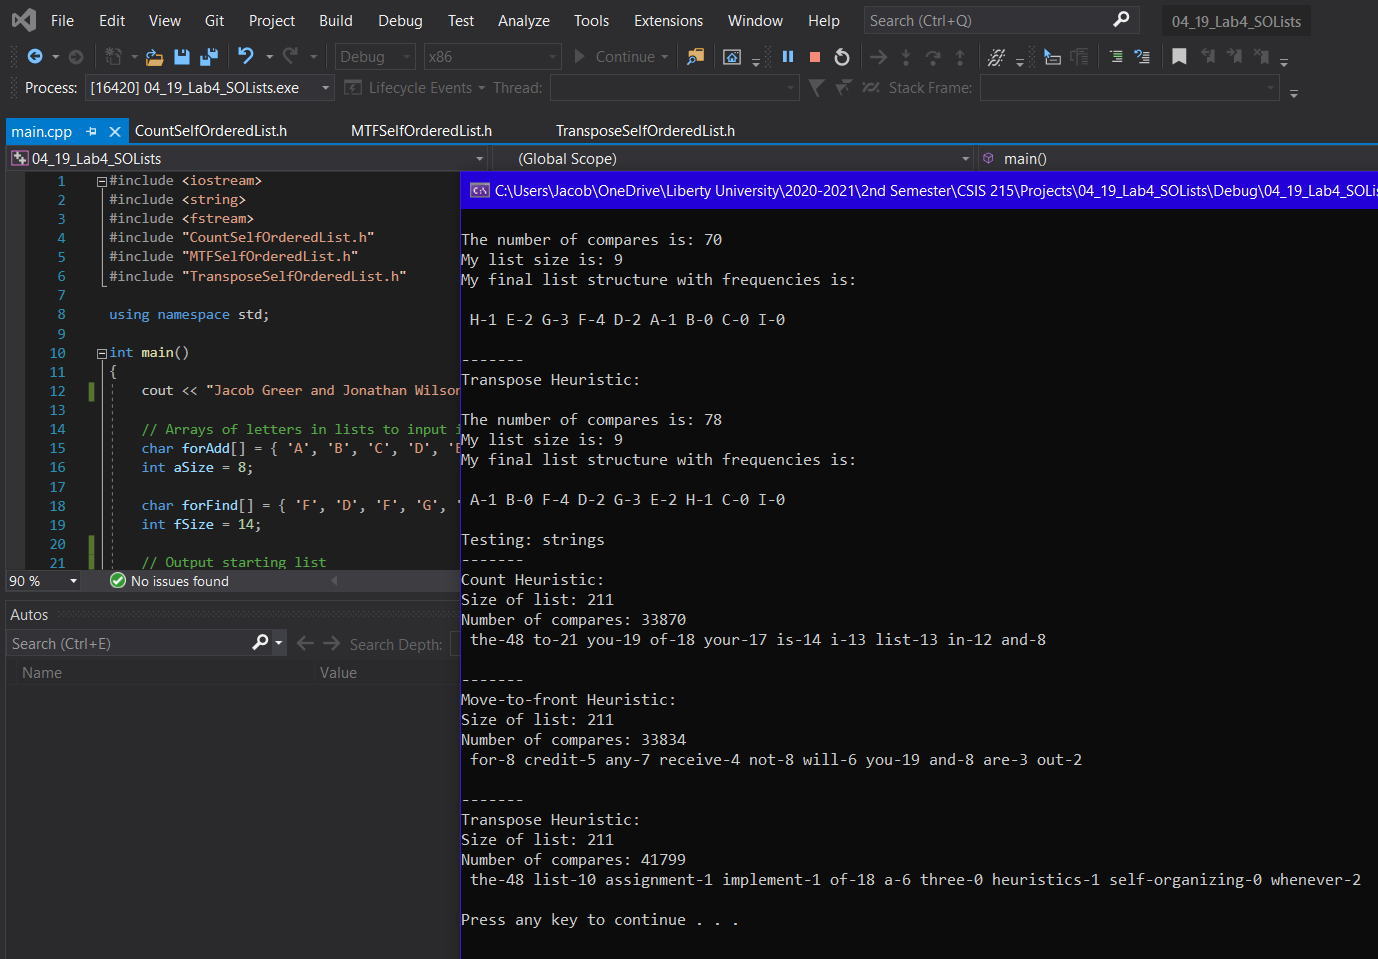 File Edit View Git Project Build Debug Test Analyze Tools Extensions Window Help Search (Ctrl+Q) 04_19_Lab4_SOLists
Debug x86 Continue
Process: [16420] 04_19_Lab4_SOLists.exe Lifecycle Events Thread: Stack Frame:
main.cpp CountSelfOrderedList.h MTFSelfOrderedList.h TransposeSelfOrderedList.h
04_19_Lab4_SOLists (Global Scope) main()
1 #include <iostream>
2 #include <string>
3 #include <fstream>
4 #include "CountSelfOrderedList.h"
5 #include "MTFSelfOrderedList.h"
6 #include "TransposeSelfOrderedList.h"
7
8 using namespace std;
9
10 int main()
11 {
12 cout << "Jacob Greer and Jonathan Wilson
13
14 // Arrays of letters in lists to input i
15 char forAdd[] = { 'A', 'B', 'C', 'D', 'E
16 int aSize = 8;
17
18 char forFind[] = { 'F', 'D', 'F', 'G', '
19 int fSize = 14;
20
21 // Output starting list
90 % No issues found
Autos
Search (Ctrl+E) Search Depth:
Name Value
C:\Users\Jacob\OneDrive\Liberty University\2020-2021\2nd Semester\CSIS 215\Projects\04_19_Lab4_SOLists\Debug\04_19_Lab4_SOLis
The number of compares is: 70
My list size is: 9
My final list structure with frequencies is:
H-1 E-2 G-3 F-4 D-2 A-1 B-0 C-0 I-0
-------
Transpose Heuristic:
The number of compares is: 78
My list size is: 9
My final list structure with frequencies is:
A-1 B-0 F-4 D-2 G-3 E-2 H-1 C-0 I-0
Testing: strings
-------
Count Heuristic:
Size of list: 211
Number of compares: 33870
the-48 to-21 you-19 of-18 your-17 is-14 i-13 list-13 in-12 and-8
-------
Move-to-front Heuristic:
Size of list: 211
Number of compares: 33834
for-8 credit-5 any-7 receive-4 not-8 will-6 you-19 and-8 are-3 out-2
-------
Transpose Heuristic:
Size of list: 211
Number of compares: 41799
the-48 list-10 assignment-1 implement-1 of-18 a-6 three-0 heuristics-1 self-organizing-0 whenever-2
Press any key to continue . . .